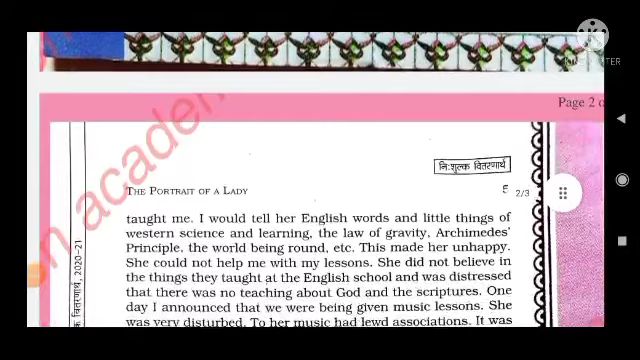 Page 2 o
निःशुल्क वितरणार्थ
THE PORTRAIT OF A LADY
5
2/3
taught me. I would tell her English words and little things of
western science and learning, the law of gravity, Archimedes'
Principle, the world being round, etc. This made her unhappy.
She could not help me with my lessons. She did not believe in
the things they taught at the English school and was distressed
that there was no teaching about God and the scriptures. One
day I announced that we were being given music lessons. She
was very disturbed. To her music had lewd associations. It was
वितरणार्थ, 2020-21
on academ